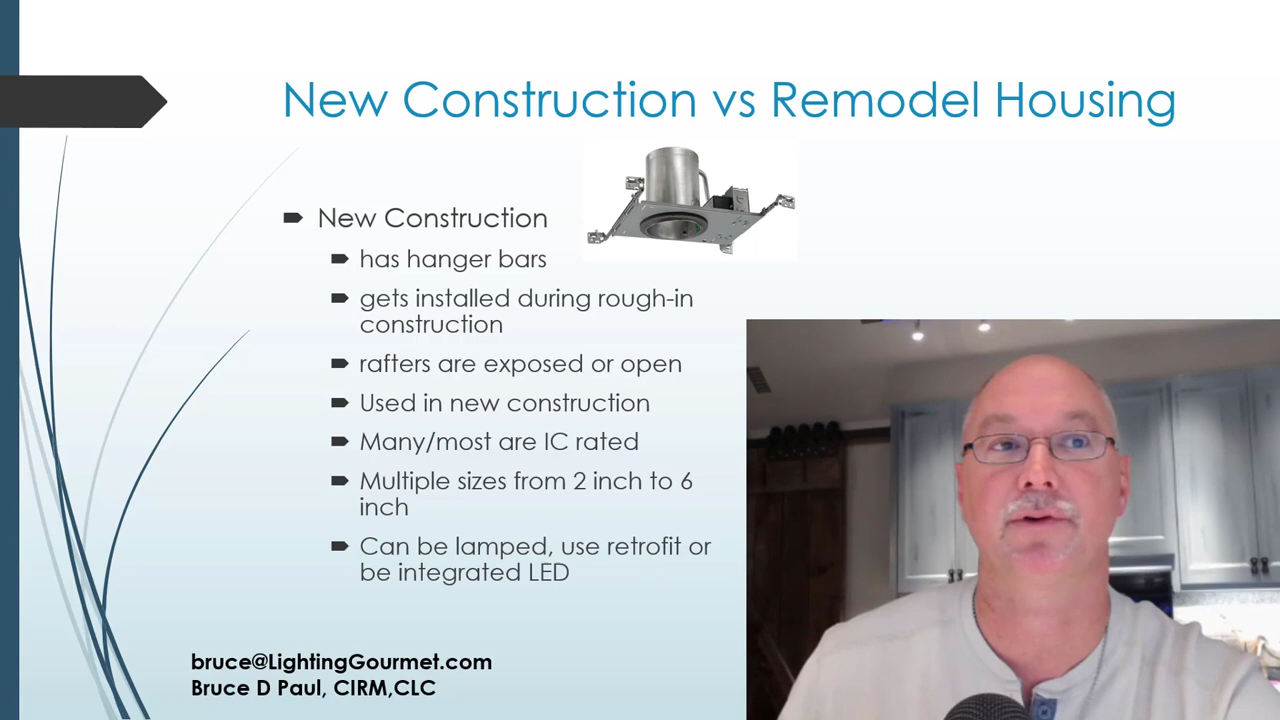 New Construction vs Remodel Housing
New Construction
has hanger bars
gets installed during rough-in
construction
rafters are exposed or open
Used in new construction
Many/most are IC rated
Multiple sizes from 2 inch to 6
inch
Can be lamped, use retrofit or
be integrated LED
bruce@LightingGourmet.com
Bruce D Paul, CIRM,CLC